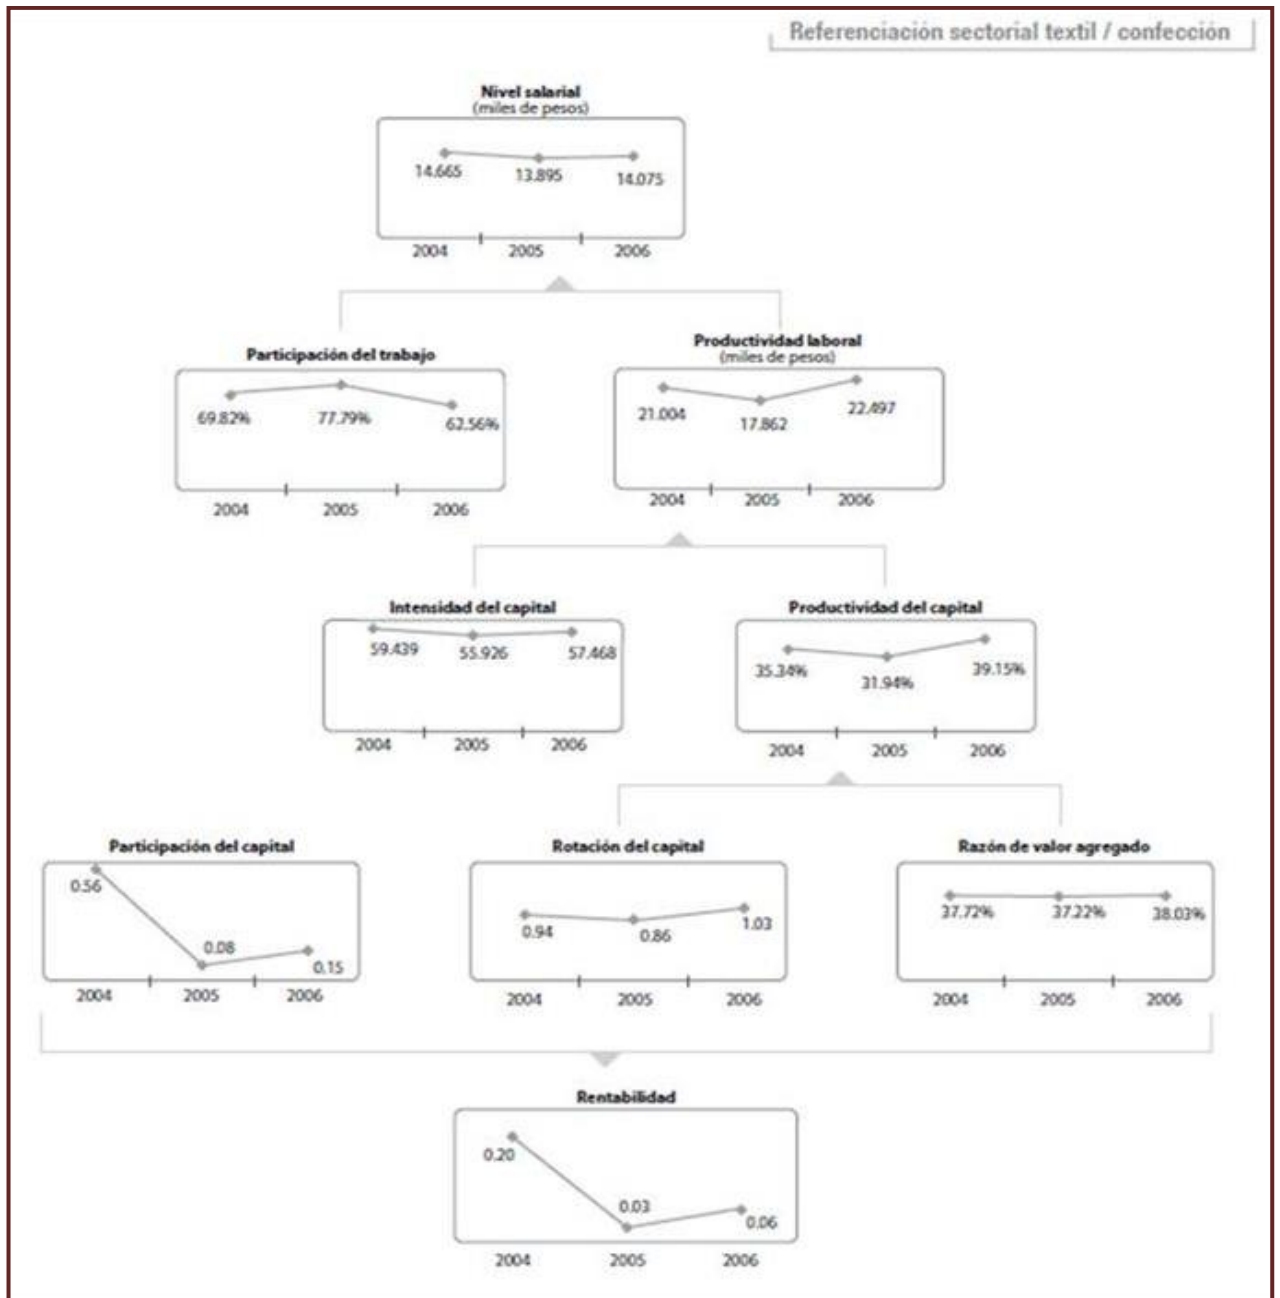 Referenciación sectorial textil / confección
Nivel salarial
(miles de pesos)
14.665
13.895
14.075
2004 2005 2006
Participación del trabajo
69.82%
77.79%
62.56%
2004 2005 2006
Productividad laboral
(miles de pesos)
21.004
17.862
22.497
2004 2005 2006
Intensidad del capital
59.439
55.926
57.468
2004 2005 2006
Productividad del capital
35.34%
31.94%
39.15%
2004 2005 2006
Participación del capital
0.56
0.08
0.15
2004 2005 2006
Rotación del capital
0.94
0.86
1.03
2004 2005 2006
Razón de valor agregado
37.72%
37.22%
38.03%
2004 2005 2006
Rentabilidad
0.20
0.03
0.06
2004 2005 2006